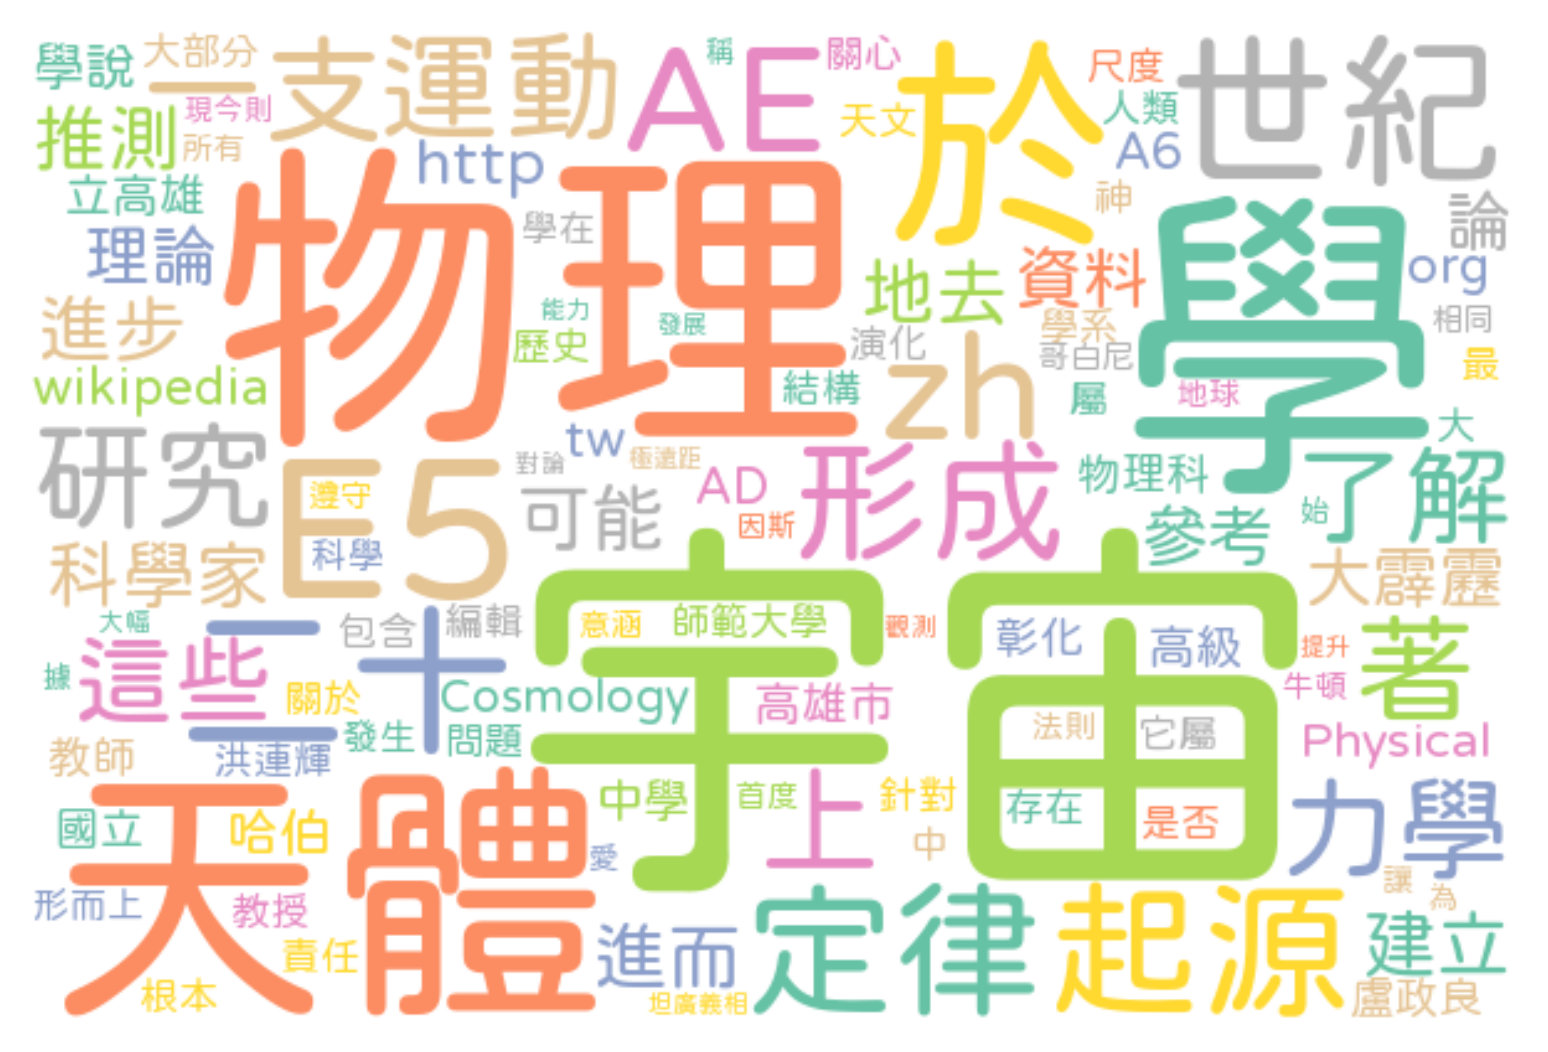 學說
大部分
一支運動
AE
稱
關心
於
尺度
世紀
推測
現今則
所有
天文
人類
A6
http
立高雄
物理
神
學
論
理論
學在
地去
資料
org
進步
能力
發展
歷史
演化
學系
哥白尼
相同
最
wikipedia
結構
zh
屬
地球
大
研究
tw
對論
極遠距
形成
物理科
了解
E5
遵守
可能
AD
因斯
參考
始
科學家
科學
大霹靂
宇宙
大幅
二十
包含
編輯
意涵
師範大學
觀測
彰化
高級
提升
著
據
這些
關於
Cosmology
高雄市
牛頓
教師
洪連輝
發生
問題
法則
它屬
Physical
天體
國立
哈伯
中學
首度
上
針對
存在
是否
力學
中
愛
形而上
教授
讓
為
責任
進而
定律
起源
建立
根本
坦廣義相
盧政良